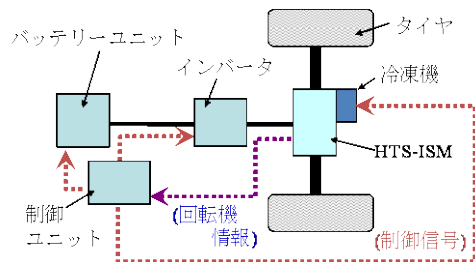 バッテリーユニット
インバータ
タイヤ
冷凍機
HTS-ISM
制御
ユニット
(回転機
情報)
(制御信号)